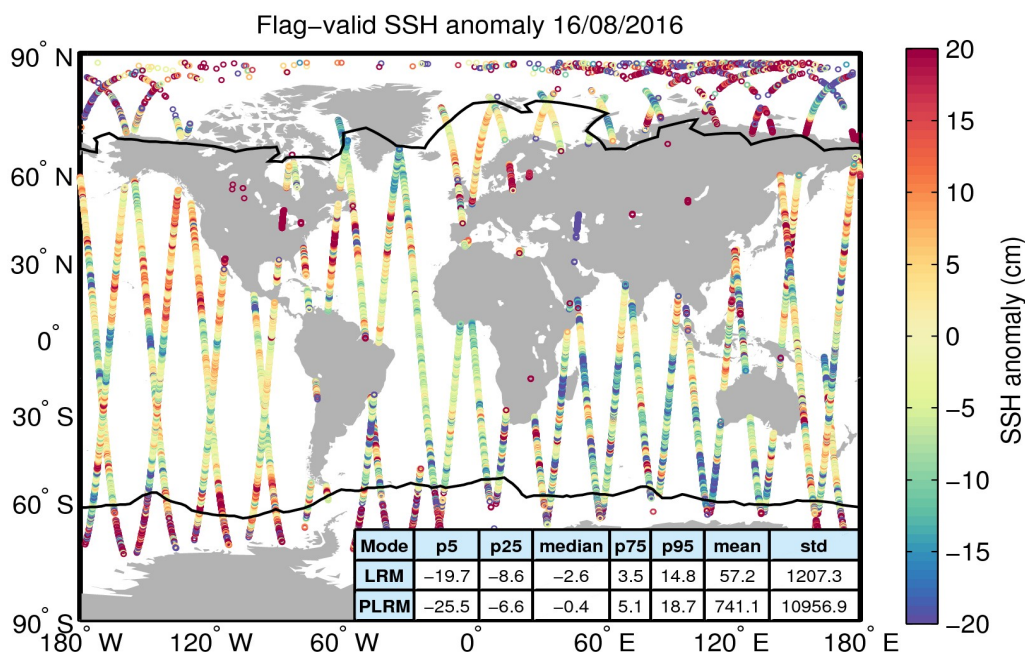 Flag−valid SSH anomaly 16/08/2016
90° N
60° N
30° N
0°
30° S
60° S
90° S
180° W
120° W
60° W
0°
60° E
120° E
180° E
Mode p5 p25 median p75 p95 mean std
LRM −19.7 −8.6 −2.6 3.5 14.8 57.2 1207.3
PLRM −25.5 −6.6 −0.4 5.1 18.7 741.1 10956.9
20
15
10
5
0
−5
−10
−15
−20
SSH anomaly (cm)